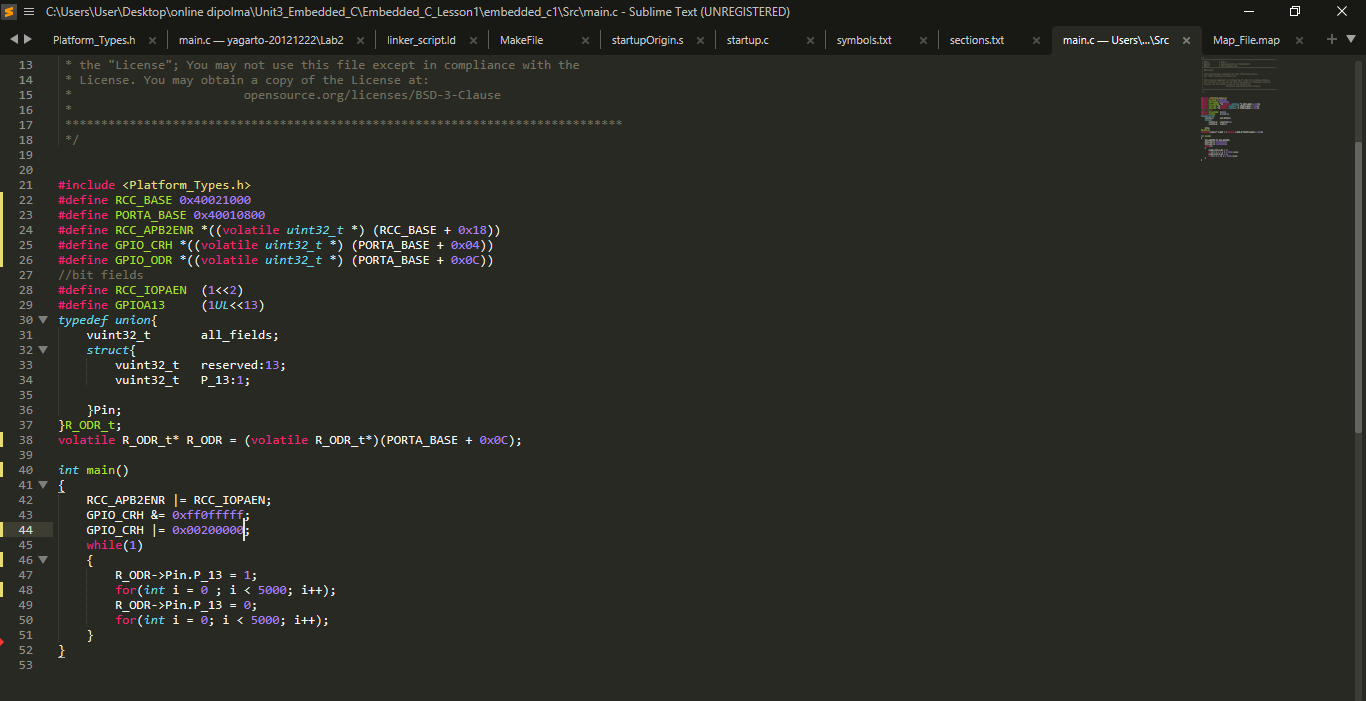 C:\Users\User\Desktop\online dipolma\Unit3_Embedded_C\Embedded_C_Lesson1\embedded_c1\Src\main.c - Sublime Text (UNREGISTERED)
Platform_Types.h × main.c — yagarto-20121222\Lab2 × linker_script.ld × MakeFile × startupOrigin.s × startup.c × symbols.txt × sections.txt × main.c — Users\...\Src × Map_File.map ×
13 * the "License"; You may not use this file except in compliance with the
14 * License. You may obtain a copy of the License at:
15 * opensource.org/licenses/BSD-3-Clause
16 *
17 ******************************************************************************
18 */
19
20
21 #include <Platform_Types.h>
22 #define RCC_BASE 0x40021000
23 #define PORTA_BASE 0x40010800
24 #define RCC_APB2ENR *((volatile uint32_t *) (RCC_BASE + 0x18))
25 #define GPIO_CRH *((volatile uint32_t *) (PORTA_BASE + 0x04))
26 #define GPIO_ODR *((volatile uint32_t *) (PORTA_BASE + 0x0C))
27 //bit fields
28 #define RCC_IOPAEN (1<<2)
29 #define GPIOA13 (1UL<<13)
30 typedef union{
31 vuint32_t all_fields;
32 struct{
33 vuint32_t reserved:13;
34 vuint32_t P_13:1;
35
36 }Pin;
37 }R_ODR_t;
38 volatile R_ODR_t* R_ODR = (volatile R_ODR_t*)(PORTA_BASE + 0x0C);
39
40 int main()
41 {
42 RCC_APB2ENR |= RCC_IOPAEN;
43 GPIO_CRH &= 0xff0fffff;
44 GPIO_CRH |= 0x00200000;
45 while(1)
46 {
47 R_ODR->Pin.P_13 = 1;
48 for(int i = 0 ; i < 5000; i++);
49 R_ODR->Pin.P_13 = 0;
50 for(int i = 0; i < 5000; i++);
51 }
52 }
53